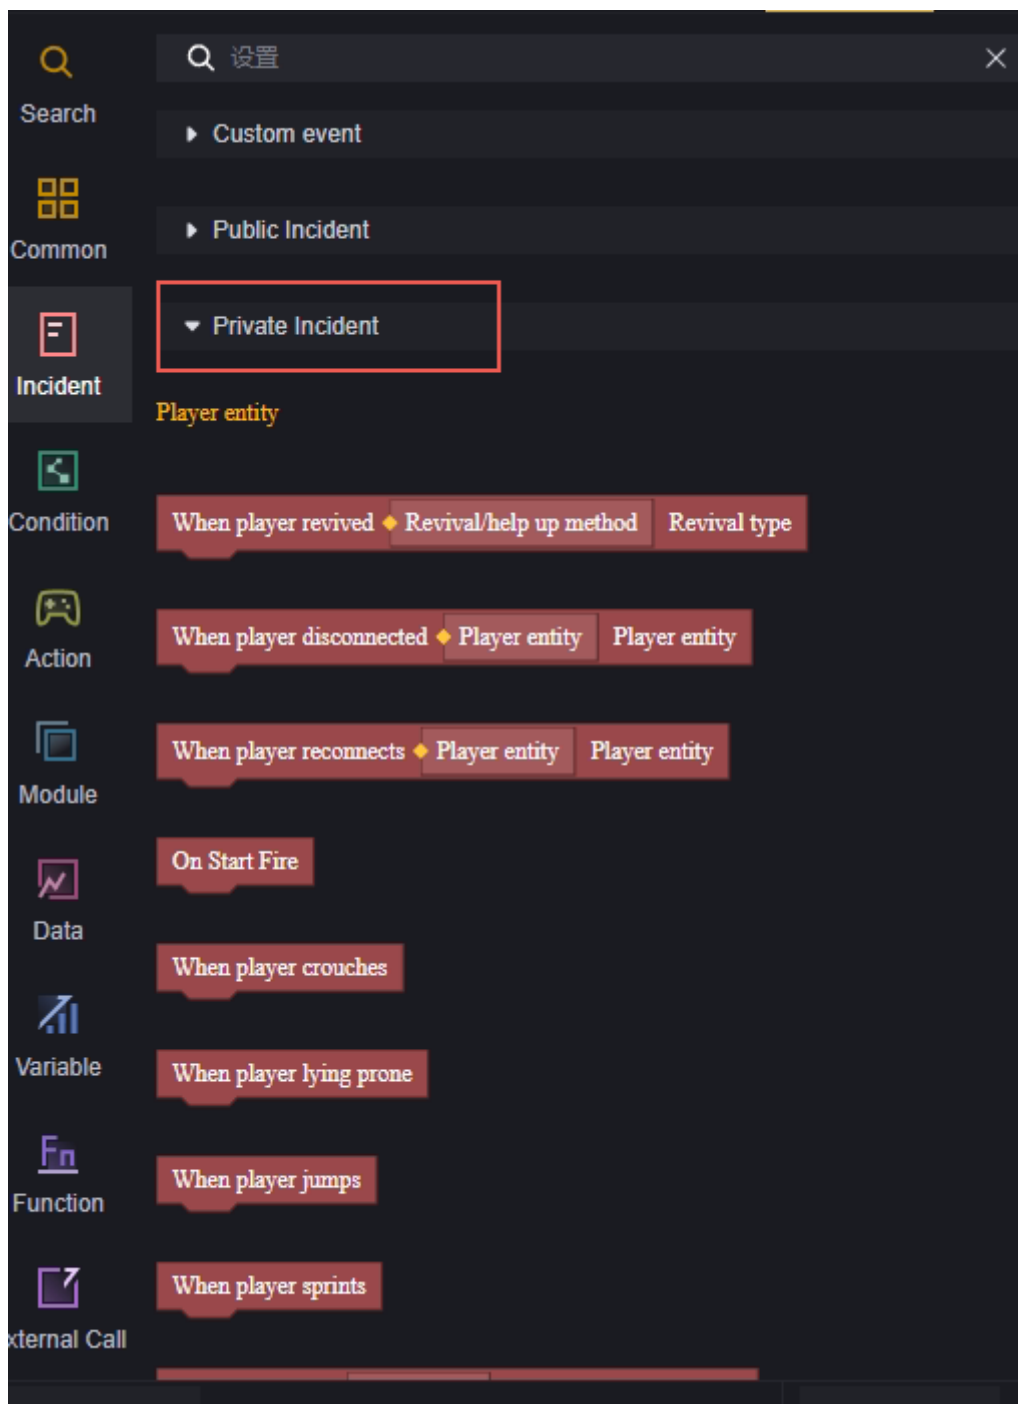 设置
Search
Custom event
Public Incident
Common
Private Incident
Incident
Player entity
Condition
When player revived Revival/help up method Revival type
When player disconnected Player entity Player entity
Action
When player reconnects Player entity Player entity
Module
On Start Fire
Data
When player crouches
Variable
When player lying prone
When player jumps
Fn
Function
When player sprints
xternal Call